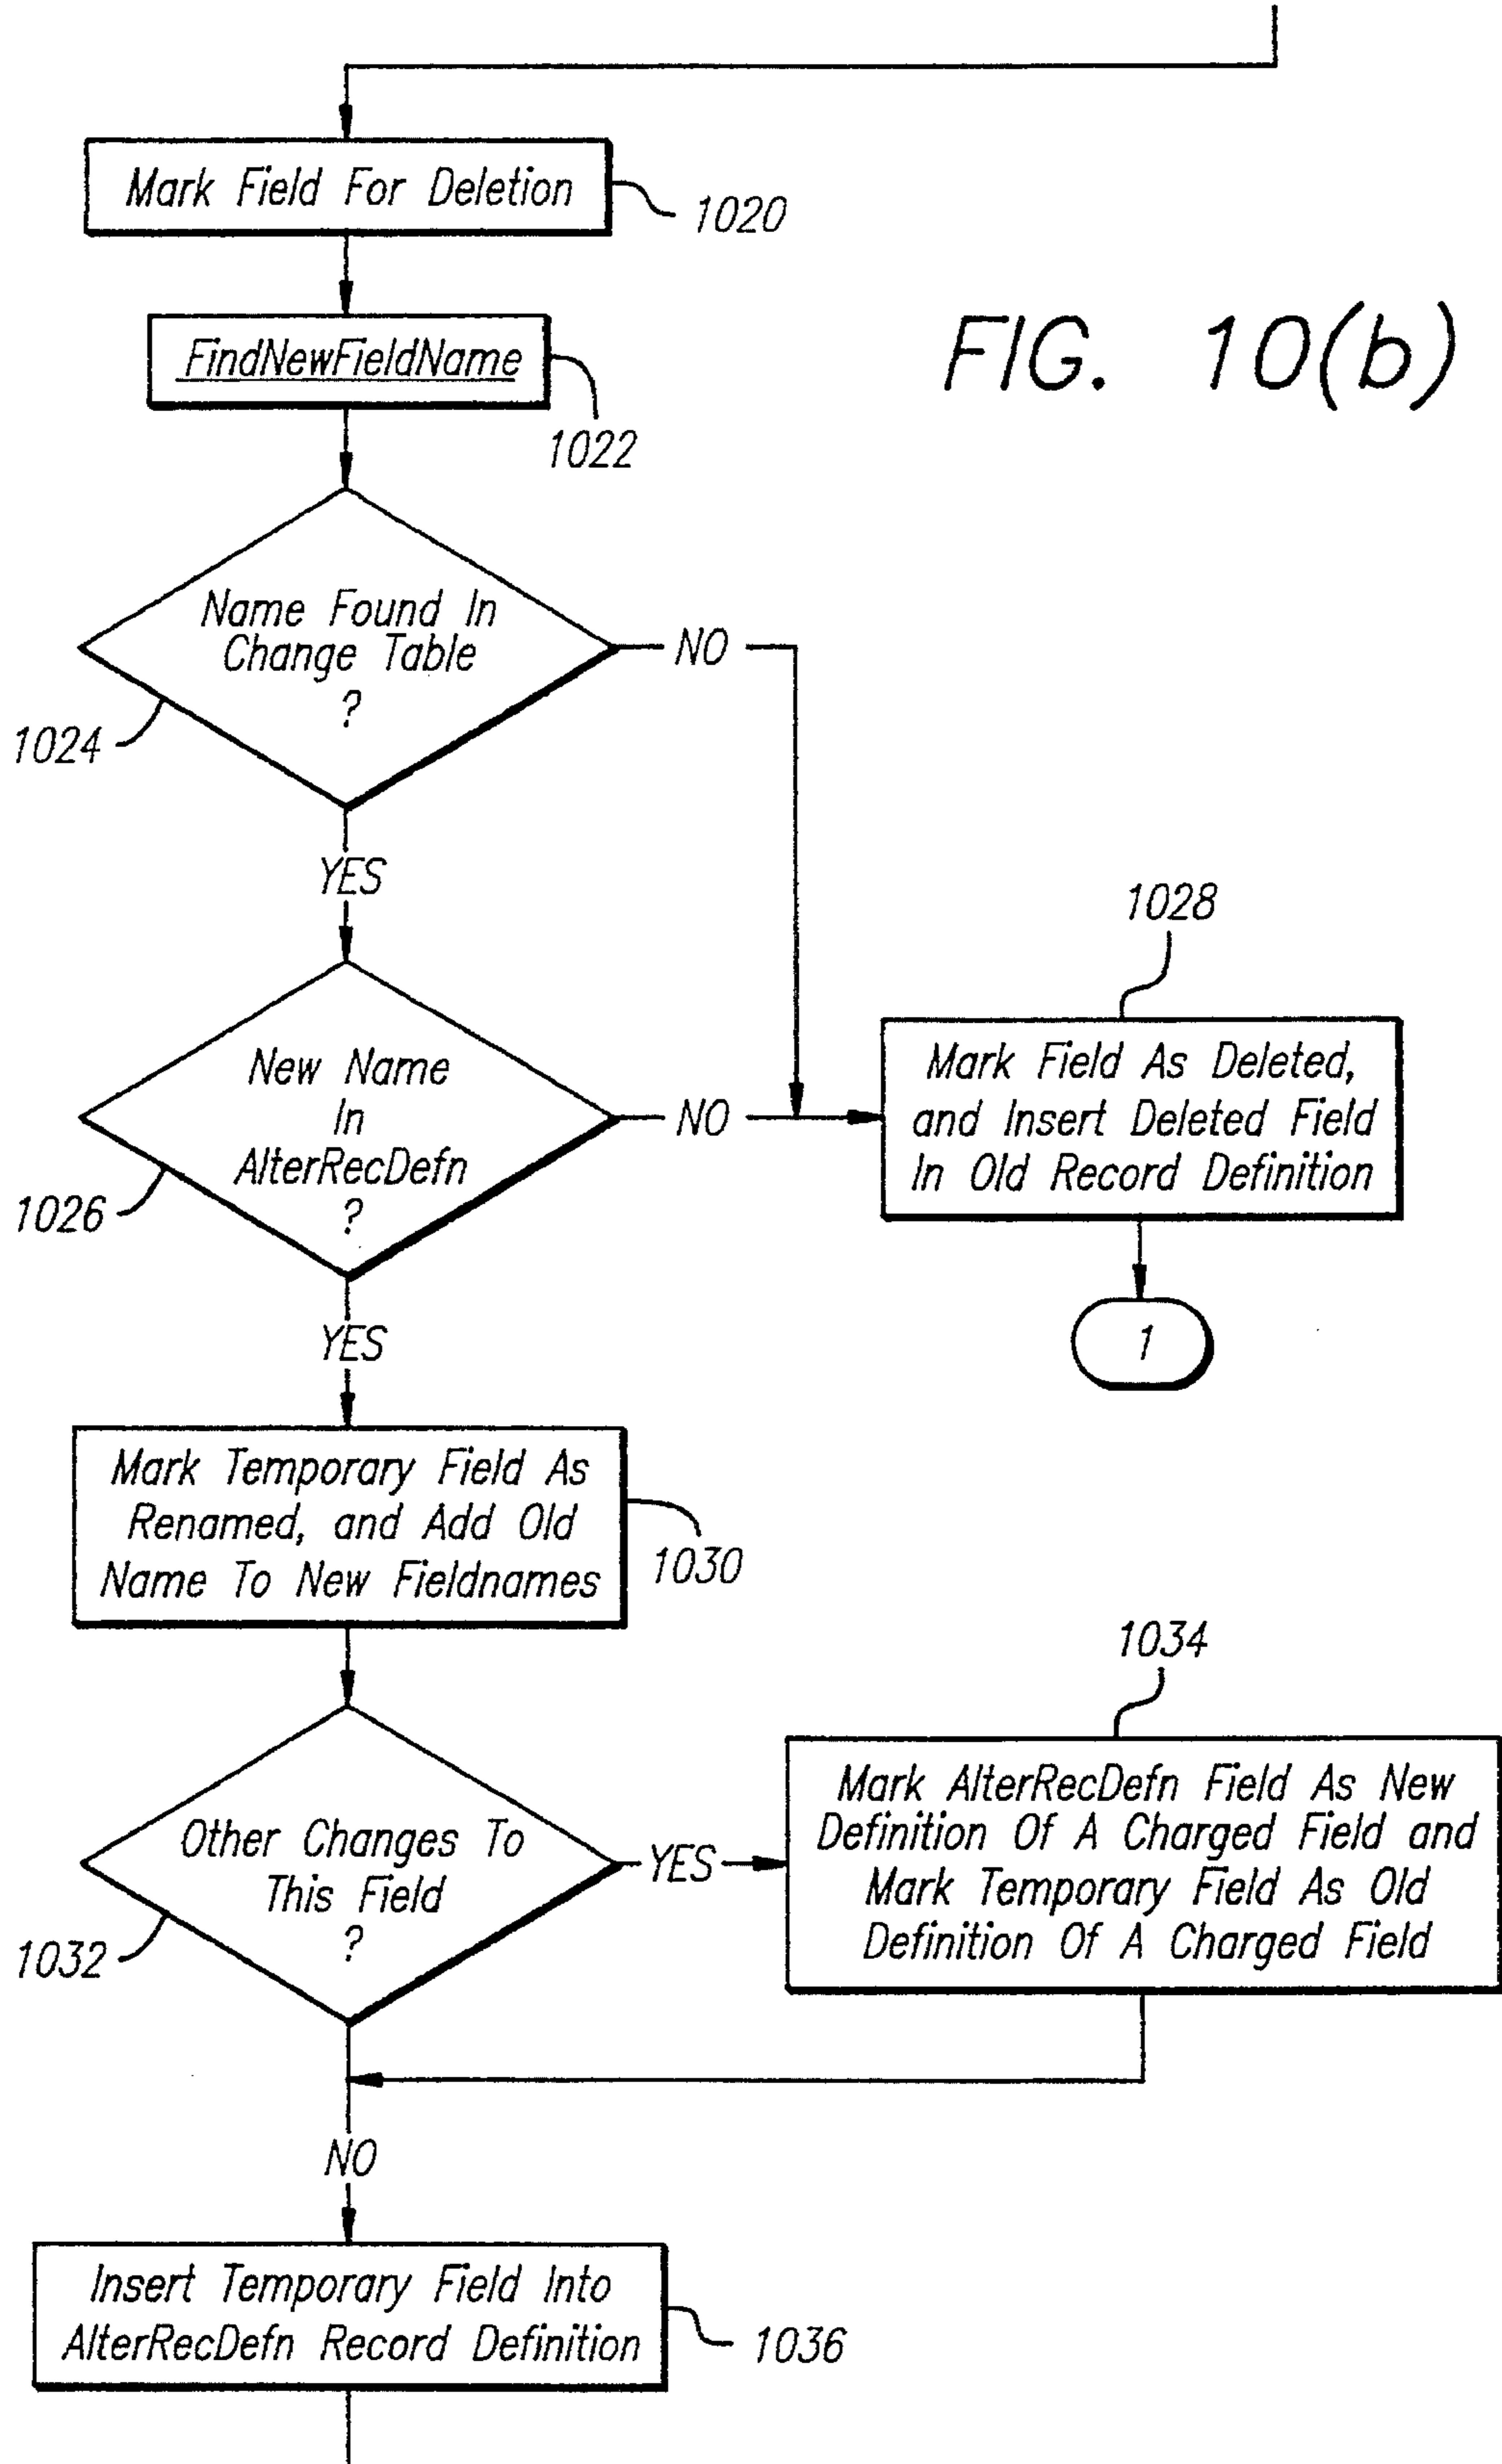 Mark Field For Deletion
1020
FIG. 10(b)
FindNewFieldName
1022
Name Found In
Change Table
?
NO
1024
YES
1028
New Name
In
AlterRecDefn
?
NO
1026
Mark Field As Deleted,
and Insert Deleted Field
In Old Record Definition
YES
1
Mark Temporary Field As
Renamed, and Add Old
Name To New Fieldnames
1030
1034
Other Changes To
This Field
?
YES
1032
Mark AlterRecDefn Field As New
Definition Of A Charged Field and
Mark Temporary Field As Old
Definition Of A Charged Field
NO
Insert Temporary Field Into
AlterRecDefn Record Definition
1036